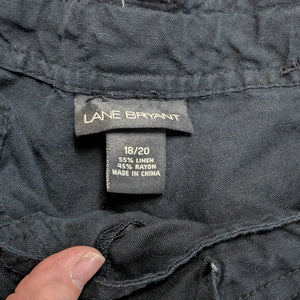 LANE BRYANT
18/20
55% LINEN
45% RAYON
MADE IN CHINA